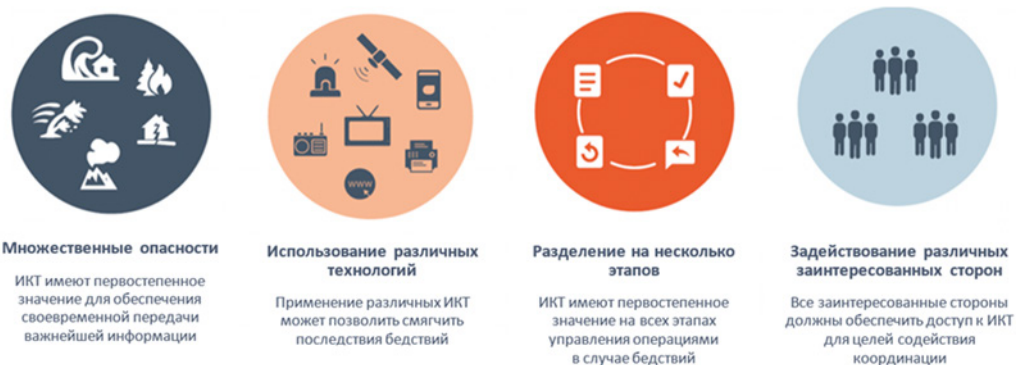 www
Множественные опасности
ИКТ имеют первостепенное
значение для обеспечения
своевременной передачи
важнейшей информации
Использование различных
технологий
Применение различных ИКТ
может позволить смягчить
последствия бедствий
Разделение на несколько
этапов
ИКТ имеют первостепенное
значение на всех этапах
управления операциями
в случае бедствий
Задействование различных
заинтересованных сторон
Все заинтересованные стороны
должны обеспечить доступ к ИКТ
для целей содействия
координации